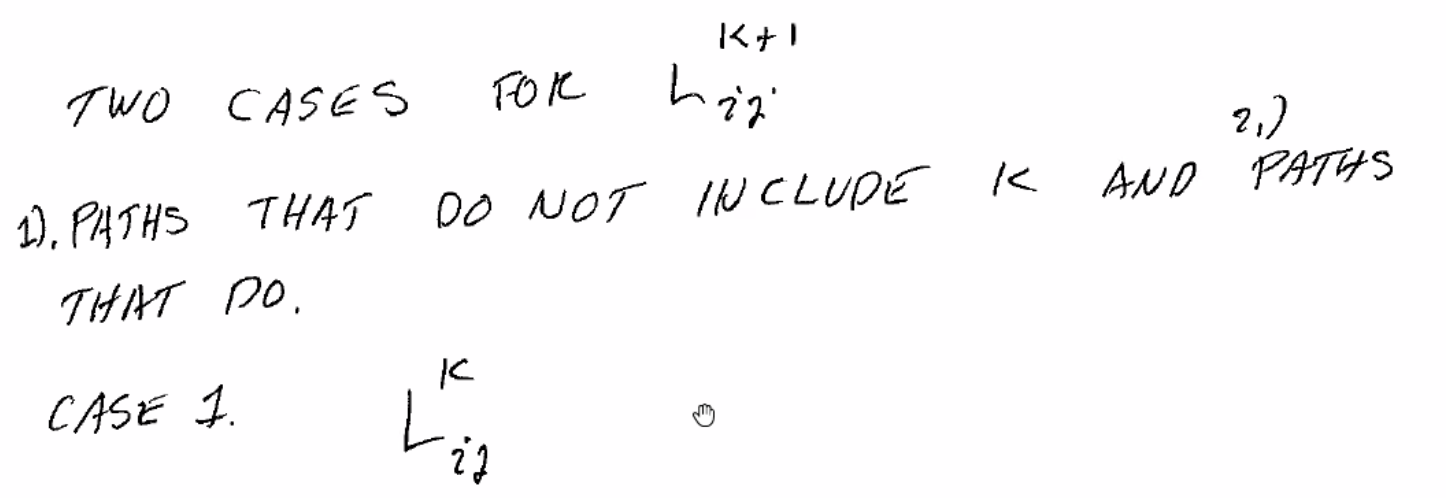 TWO CASES FOR L_{ij}^{K+1}
1). PATHS THAT DO NOT INCLUDE K AND 2.) PATHS
THAT DO.
CASE 1. L_{ij}^{K}